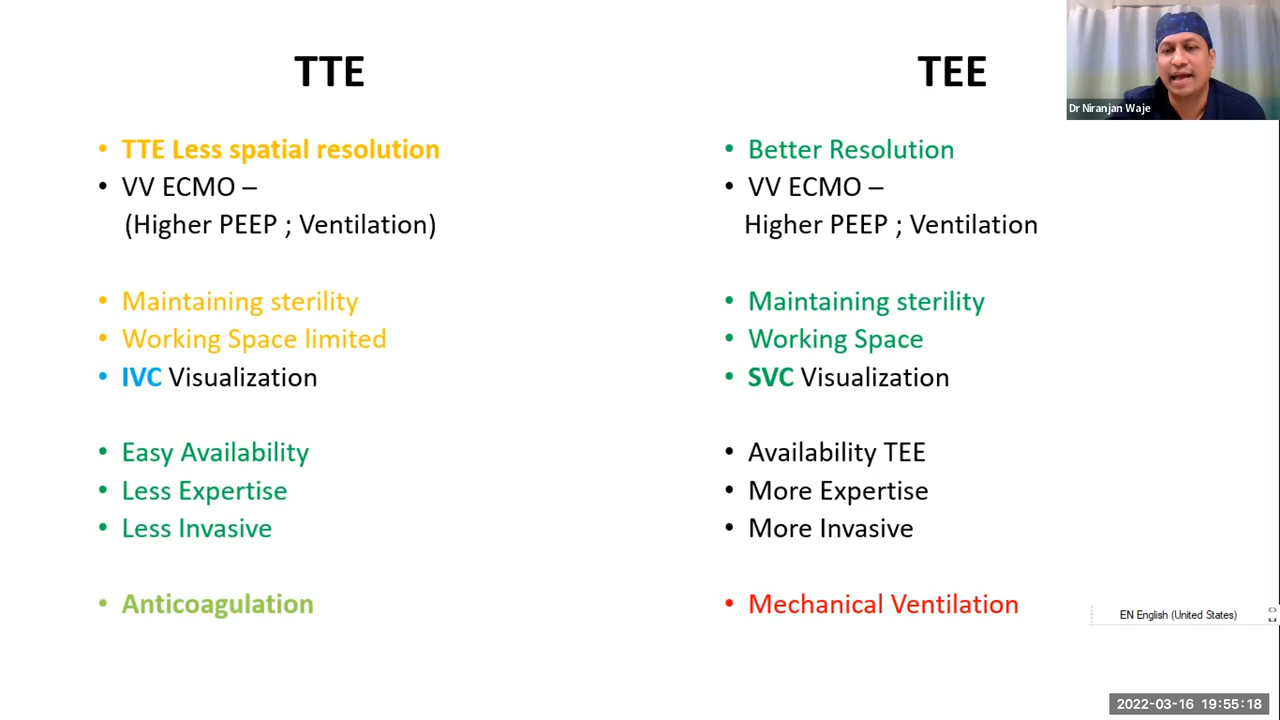 TTE
• TTE Less spatial resolution
• VV ECMO –
(Higher PEEP ; Ventilation)
• Maintaining sterility
• Working Space limited
• IVC Visualization
• Easy Availability
• Less Expertise
• Less Invasive
• Anticoagulation
TEE
• Better Resolution
• VV ECMO –
Higher PEEP ; Ventilation
• Maintaining sterility
• Working Space
• SVC Visualization
• Availability TEE
• More Expertise
• More Invasive
• Mechanical Ventilation
Dr Niranjan Waje
EN English (United States)
2022-03-16 19:55:18